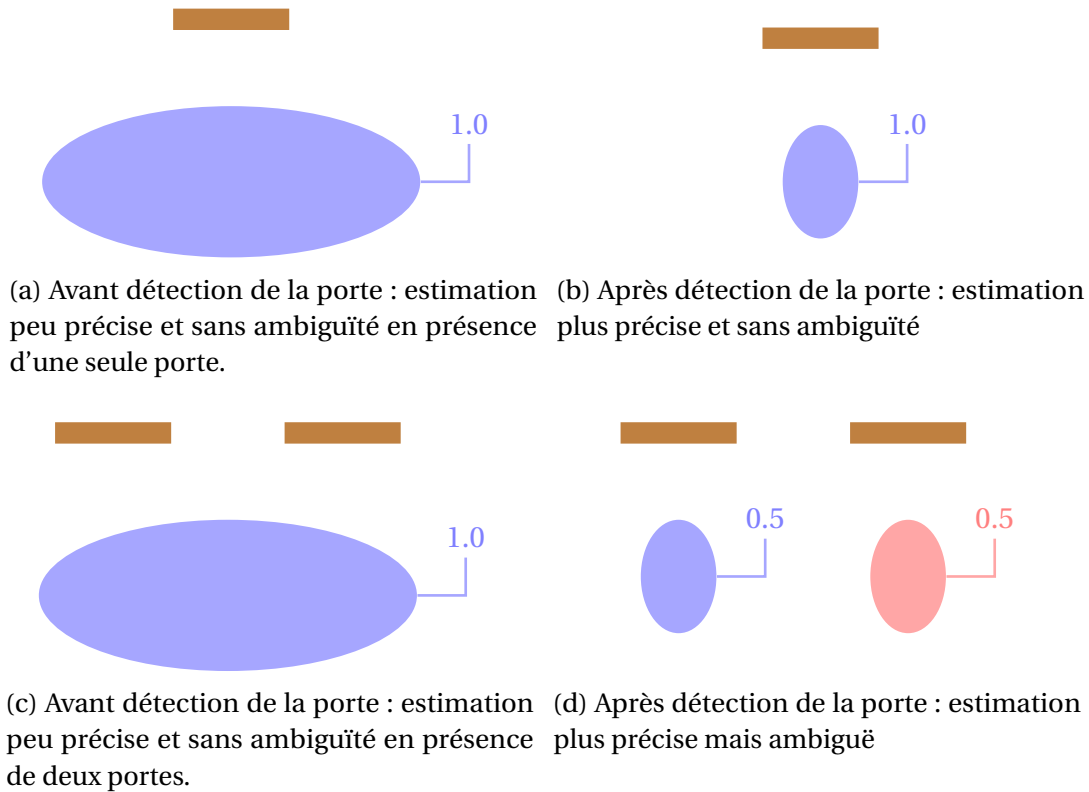 1.0
1.0
(a) Avant détection de la porte : estimation
peu précise et sans ambiguïté en présence
d'une seule porte.
(b) Après détection de la porte : estimation
plus précise et sans ambiguïté
1.0
0.5
0.5
(c) Avant détection de la porte : estimation
peu précise et sans ambiguïté en présence
de deux portes.
(d) Après détection de la porte : estimation
plus précise mais ambiguë